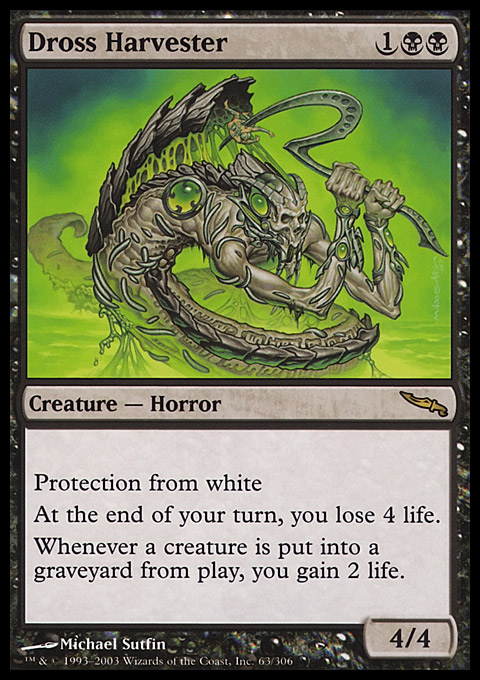 Dross Harvester 1
Creature — Horror
Protection from white
At the end of your turn, you lose 4 life.
Whenever a creature is put into a
graveyard from play, you gain 2 life.
Michael Sutfin
4/4
™ & © 1993–2003 Wizards of the Coast, Inc. 63/306